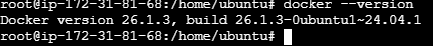 root@ip-172-31-81-68:/home/ubuntu# docker --version
Docker version 26.1.3, build 26.1.3-0ubuntu1~24.04.1
root@ip-172-31-81-68:/home/ubuntu#